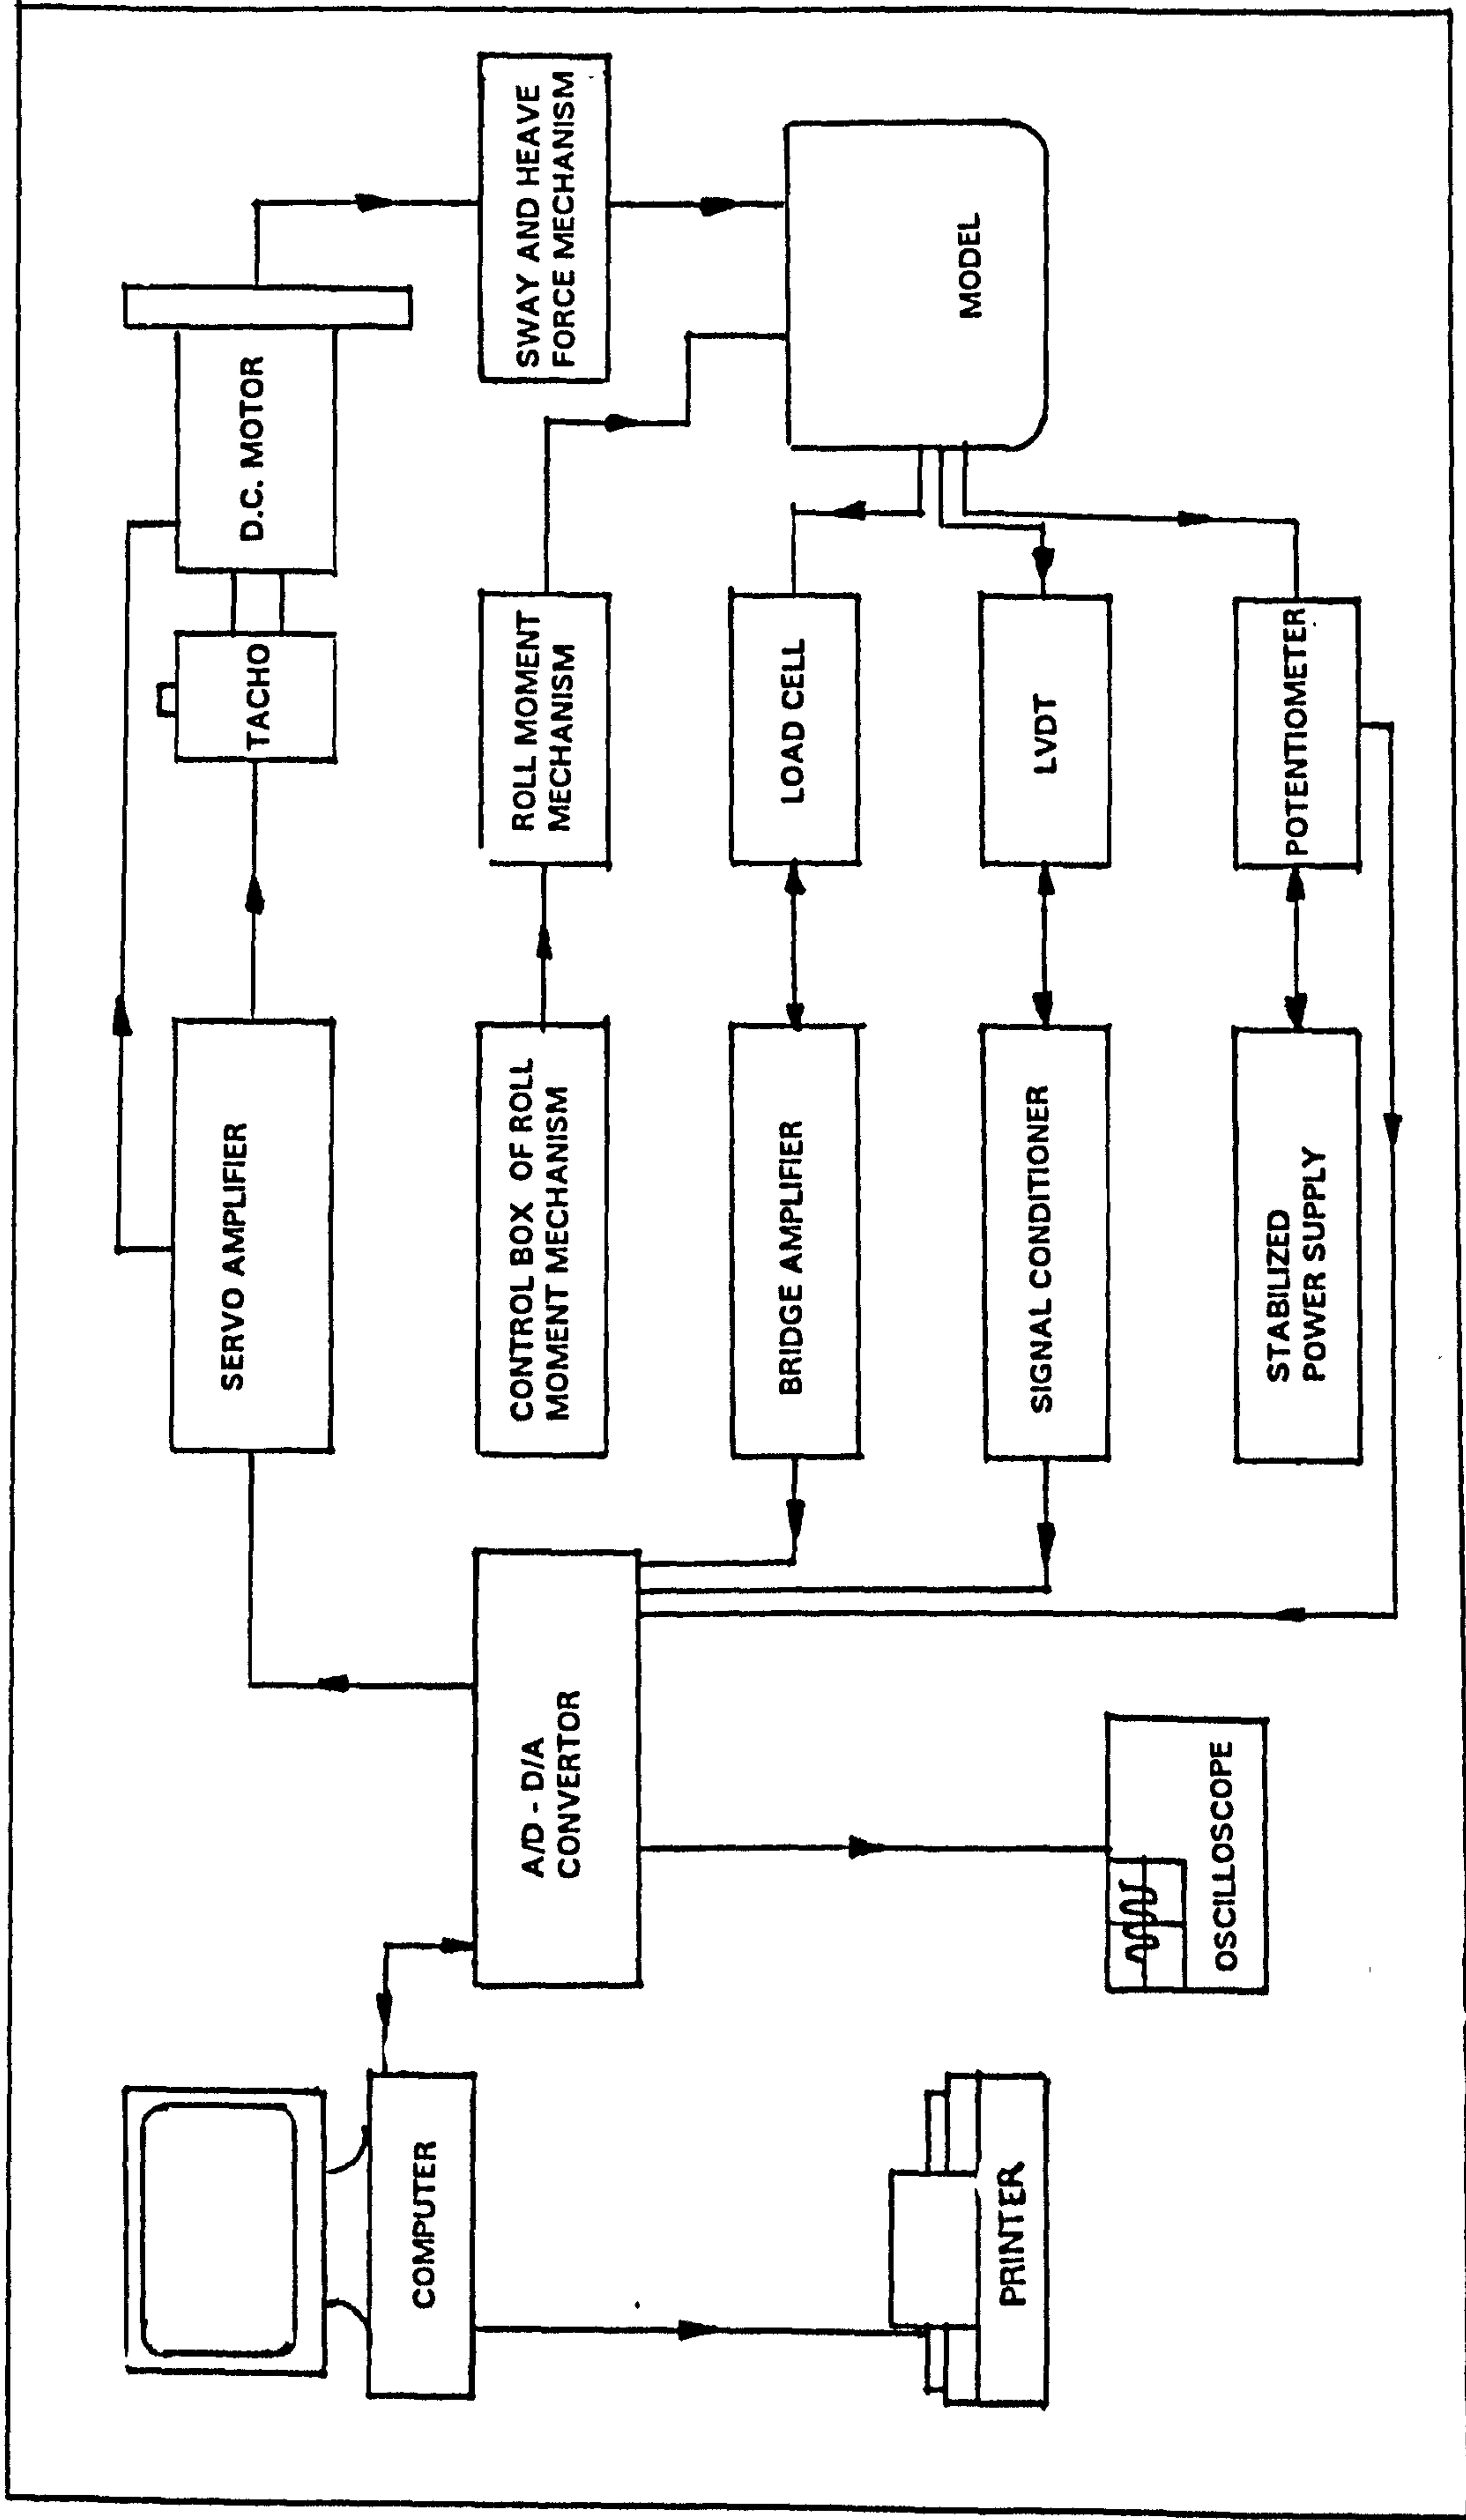 SERVO AMPLIFIER
TACHO
D.C. MOTOR
COMPUTER
A/D - D/A
CONVERTOR
CONTROL BOX OF ROLL
MOMENT MECHANISM
ROLL MOMENT
MECHANISM
SWAY AND HEAVE
FORCE MECHANISM
BRIDGE AMPLIFIER
LOAD CELL
MODEL
PRINTER
SIGNAL CONDITIONER
LVDT
OSCILLOSCOPE
STABILIZED
POWER SUPPLY
POTENTIOMETER